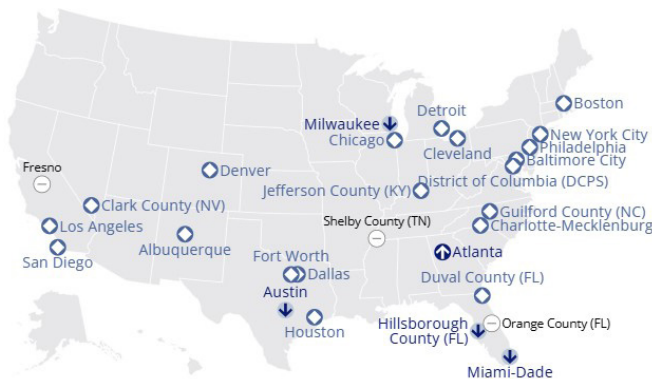 Boston
Detroit
Milwaukee
New York City
Chicago
Cleveland
Philadelphia
Baltimore City
Fresno
Denver
Jefferson County (KY)
District of Columbia (DCPS)
Clark County (NV)
Guilford County (NC)
Shelby County (TN)
Los Angeles
Charlotte-Mecklenburg
Albuquerque
Fort Worth
Atlanta
San Diego
Dallas
Duval County (FL)
Austin
Houston
Hillsborough
County (FL)
Orange County (FL)
Miami-Dade